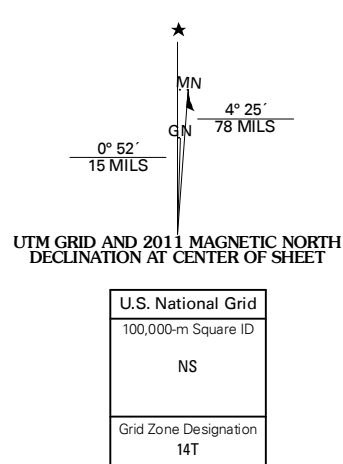 MN
4° 25´
78 MILS
GN
0° 52´
15 MILS
UTM GRID AND 2011 MAGNETIC NORTH
DECLINATION AT CENTER OF SHEET
U.S. National Grid
100,000-m Square ID
NS
Grid Zone Designation
14T